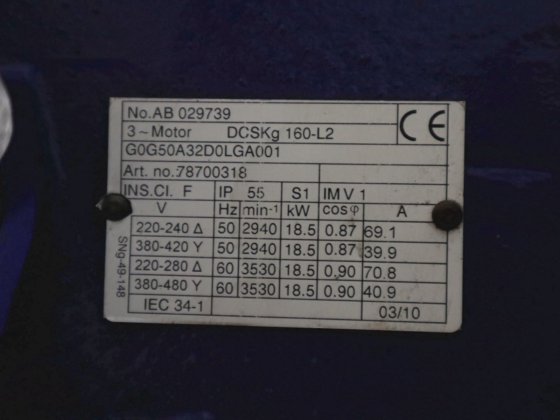 No.AB 029739
3~Motor DCSKg 160-L2 CE
G0G50A32D0LGA001
Art. no.:78700318
INS.Cl. F IP 55 S1 IM V 1
V Hz min-1 kW cosφ A
220-240 Δ 50 2940 18.5 0.87 69.1
380-420 Y 50 2940 18.5 0.87 39.9
220-280 Δ 60 3530 18.5 0.90 70.8
380-480 Y 60 3530 18.5 0.90 40.9
IEC 34-1 03/10
SNg-49-148